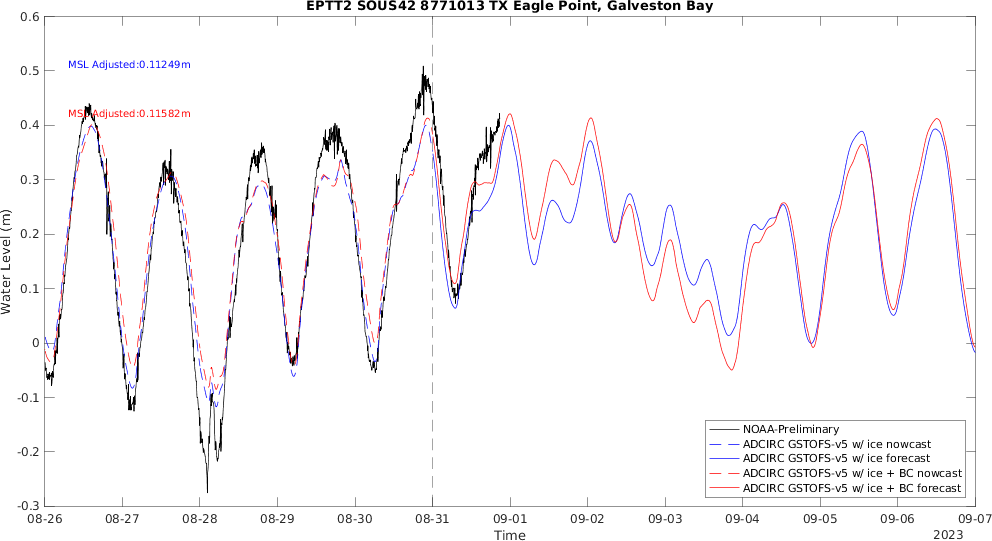 EPTT2 SOUS42 8771013 TX Eagle Point, Galveston Bay
0.6
0.5
0.4
0.3
0.2
0.1
0
-0.1
-0.2
-0.3
Water Level (m)
MSL Adjusted:0.11249m
MSL Adjusted:0.11582m
NOAA-Preliminary
ADCIRC GSTOFS-v5 w/ ice nowcast
ADCIRC GSTOFS-v5 w/ ice forecast
ADCIRC GSTOFS-v5 w/ ice + BC nowcast
ADCIRC GSTOFS-v5 w/ ice + BC forecast
08-26 08-27 08-28 08-29 08-30 08-31 09-01 09-02 09-03 09-04 09-05 09-06 09-07
Time
2023